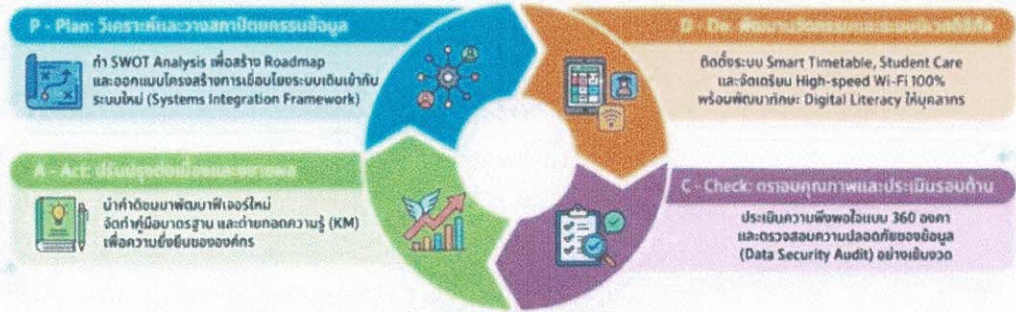 P - Plan: วิเคราะห์และวางสถาปัตยกรรมข้อมูล
ทำ SWOT Analysis เพื่อสร้าง Roadmap
และออกแบบโครงสร้างการเชื่อมโยงระบบเดิมเข้ากับ
ระบบใหม่ (Systems Integration Framework)
D - Do:
ติดตั้งระบบ Smart Timetable, Student Care
และจัดเตรียม High-speed Wi-Fi 100%
พร้อมพัฒนาทักษะ Digital Literacy ให้บุคลากร
A - Act: ปรับปรุงต่อเนื่องและขยายผล
นำคำติชมมาพัฒนาฟีเจอร์ใหม่
จัดทำคู่มือมาตรฐาน และถ่ายทอดความรู้ (KM)
เพื่อความยั่งยืนขององค์กร
C - Check: ตรวจสอบคุณภาพและประเมินรอบด้าน
ประเมินความพึงพอใจแบบ 360 องศา
และตรวจสอบความปลอดภัยของข้อมูล
(Data Security Audit) อย่างเข้มงวด